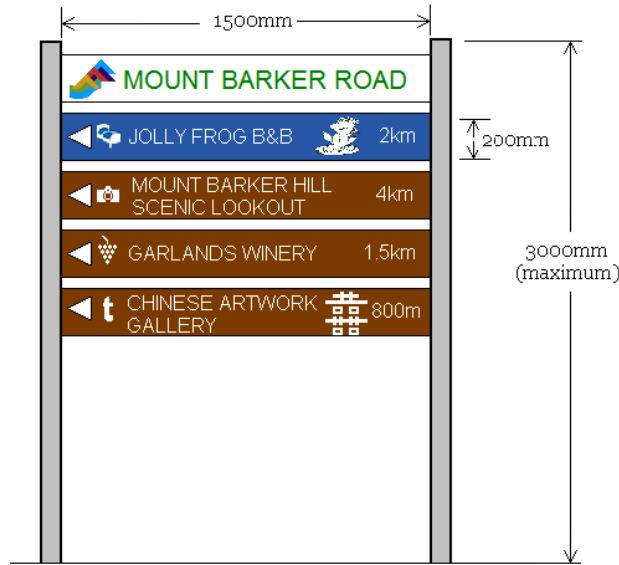 1500mm
MOUNT BARKER ROAD
JOLLY FROG B&B 2km
200mm
MOUNT BARKER HILL
SCENIC LOOKOUT 4km
GARLANDS WINERY 1.5km
3000mm
(maximum)
t CHINESE ARTWORK
GALLERY 囍 800m